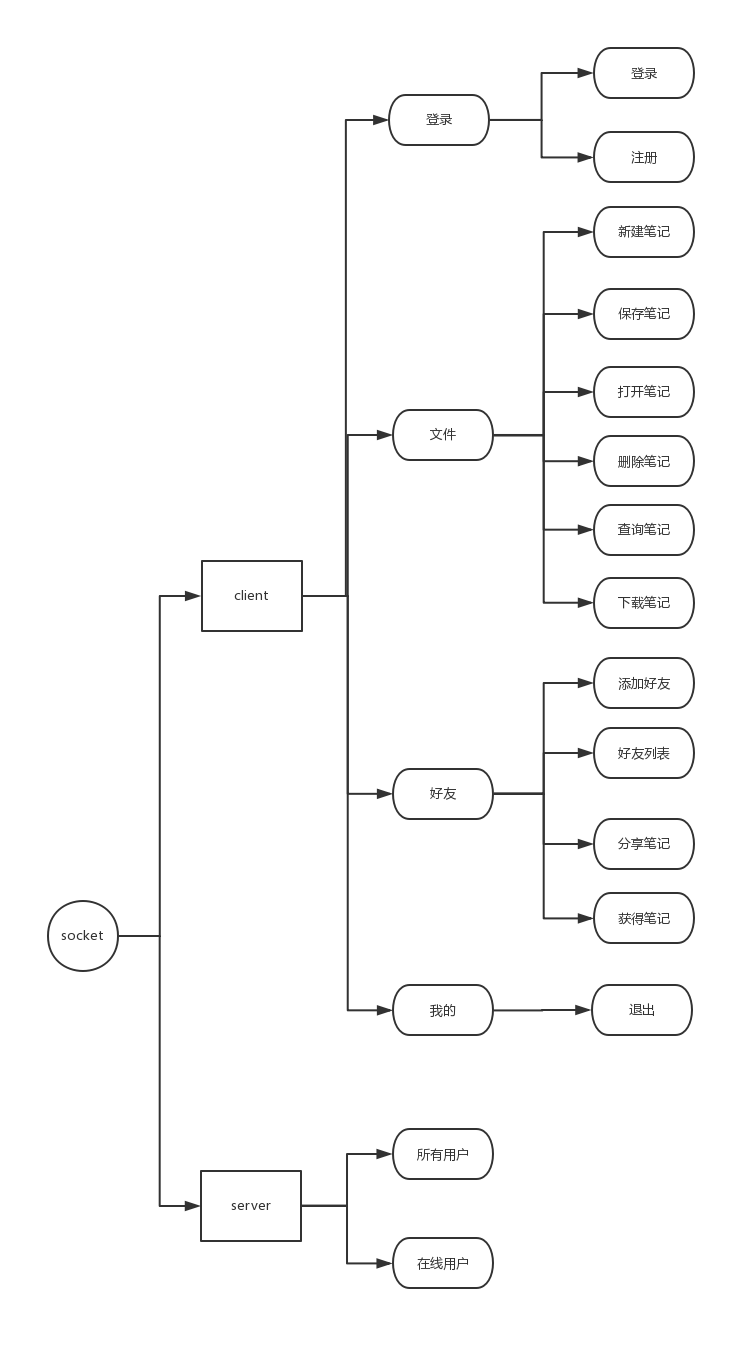 登录
登录
注册
新建笔记
保存笔记
打开笔记
文件
删除笔记
查询笔记
client
下载笔记
添加好友
好友列表
好友
分享笔记
获得笔记
socket
我的
退出
所有用户
server
在线用户